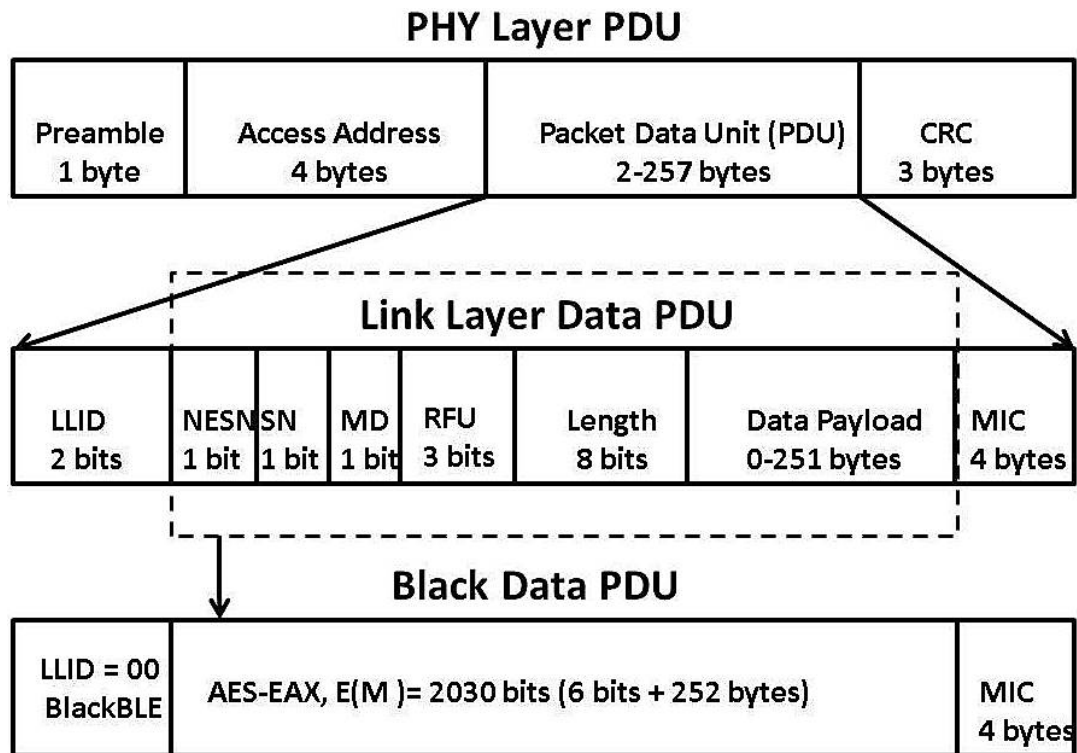 PHY Layer PDU
Preamble
1 byte
Access Address
4 bytes
Packet Data Unit (PDU)
2-257 bytes
CRC
3 bytes
Link Layer Data PDU
LLID
2 bits
NESN
1 bit
SN
1 bit
MD
1 bit
RFU
3 bits
Length
8 bits
Data Payload
0-251 bytes
MIC
4 bytes
Black Data PDU
LLID = 00
BlackBLE
AES-EAX, E(M )= 2030 bits (6 bits + 252 bytes)
MIC
4 bytes